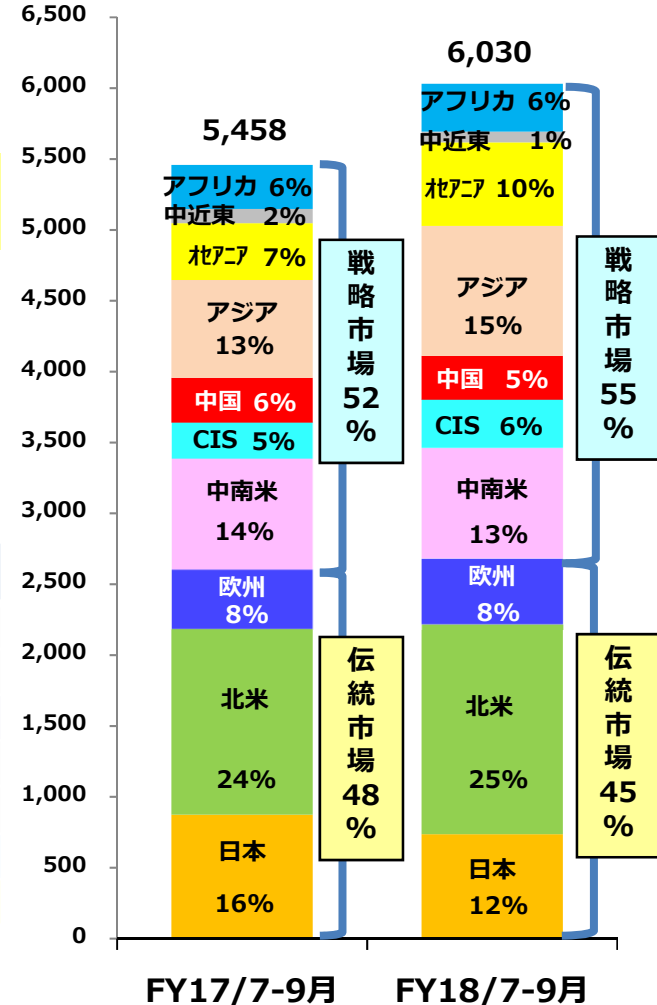 6,500
6,000
5,500
5,000
4,500
4,000
3,500
3,000
2,500
2,000
1,500
1,000
500
0
5,458
アフリカ 6%
中近東 2%
ｵｾｱﾆｱ 7%
アジア
13%
中国 6%
CIS 5%
中南米
14%
欧州
8%
北米
24%
日本
16%
戦
略
市
場
52
%
伝
統
市
場
48
%
FY17/7-9月
6,030
アフリカ 6%
中近東 1%
ｵｾｱﾆｱ 10%
アジア
15%
中国 5%
CIS 6%
中南米
13%
欧州
8%
北米
25%
日本
12%
戦
略
市
場
55
%
伝
統
市
場
45
%
FY18/7-9月